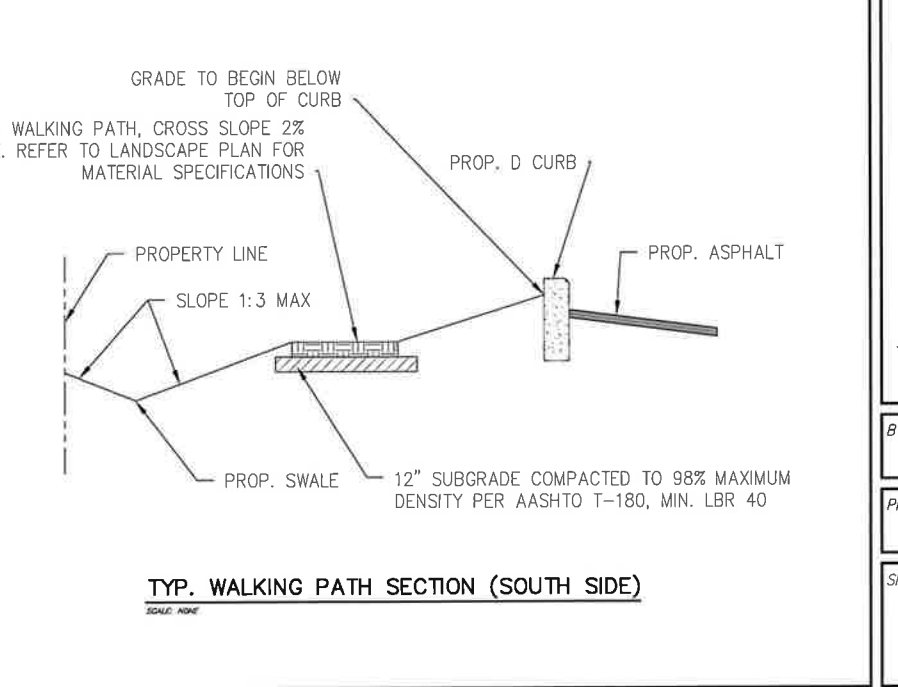 GRADE TO BEGIN BELOW
TOP OF CURB
WALKING PATH, CROSS SLOPE 2%
. REFER TO LANDSCAPE PLAN FOR
MATERIAL SPECIFICATIONS
PROP. D CURB
PROPERTY LINE
PROP. ASPHALT
SLOPE 1:3 MAX
PROP. SWALE
12" SUBGRADE COMPACTED TO 98% MAXIMUM
DENSITY PER AASHTO T-180, MIN. LBR 40
TYP. WALKING PATH SECTION (SOUTH SIDE)
SCALE: NONE
B